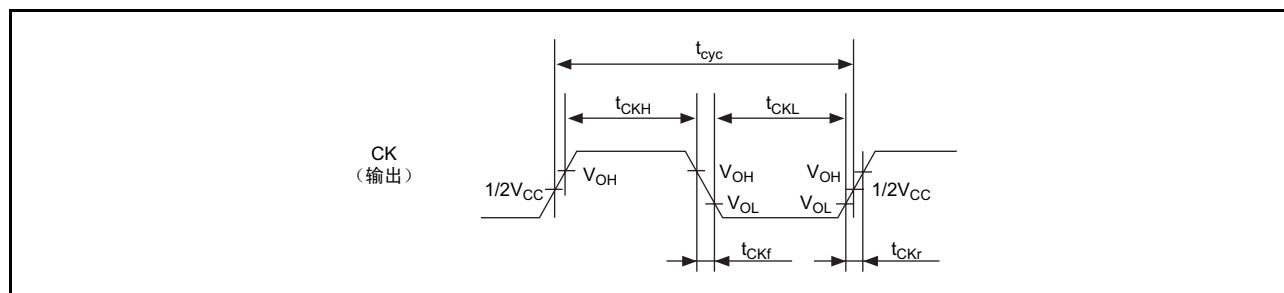 tcyc
tCKH
tCKL
CK
（输出）
VOH
VOH
VOH
1/2VCC
1/2VCC
VOL
VOL
tCKf
tCKr